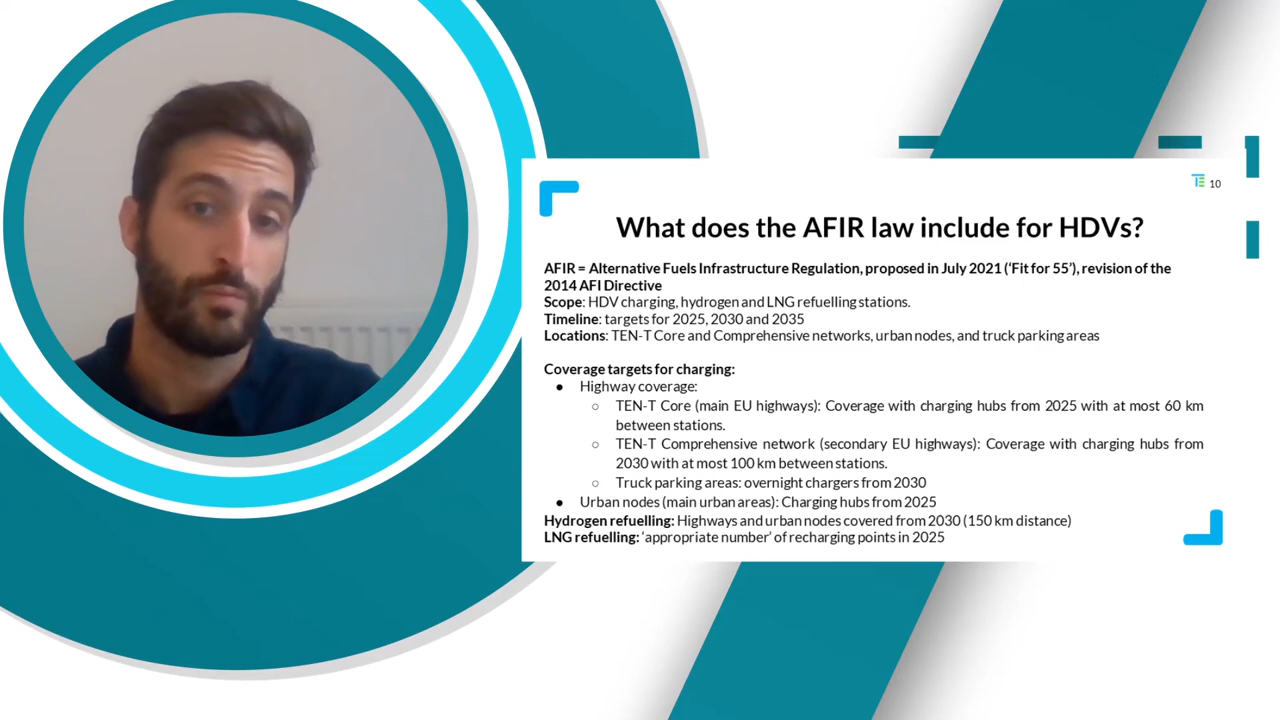 TE 10
What does the AFIR law include for HDVs?
AFIR = Alternative Fuels Infrastructure Regulation, proposed in July 2021 (‘Fit for 55’), revision of the
2014 AFI Directive
Scope: HDV charging, hydrogen and LNG refuelling stations.
Timeline: targets for 2025, 2030 and 2035
Locations: TEN-T Core and Comprehensive networks, urban nodes, and truck parking areas
Coverage targets for charging:
● Highway coverage:
○ TEN-T Core (main EU highways): Coverage with charging hubs from 2025 with at most 60 km
between stations.
○ TEN-T Comprehensive network (secondary EU highways): Coverage with charging hubs from
2030 with at most 100 km between stations.
○ Truck parking areas: overnight chargers from 2030
● Urban nodes (main urban areas): Charging hubs from 2025
Hydrogen refuelling: Highways and urban nodes covered from 2030 (150 km distance)
LNG refuelling: ‘appropriate number’ of recharging points in 2025